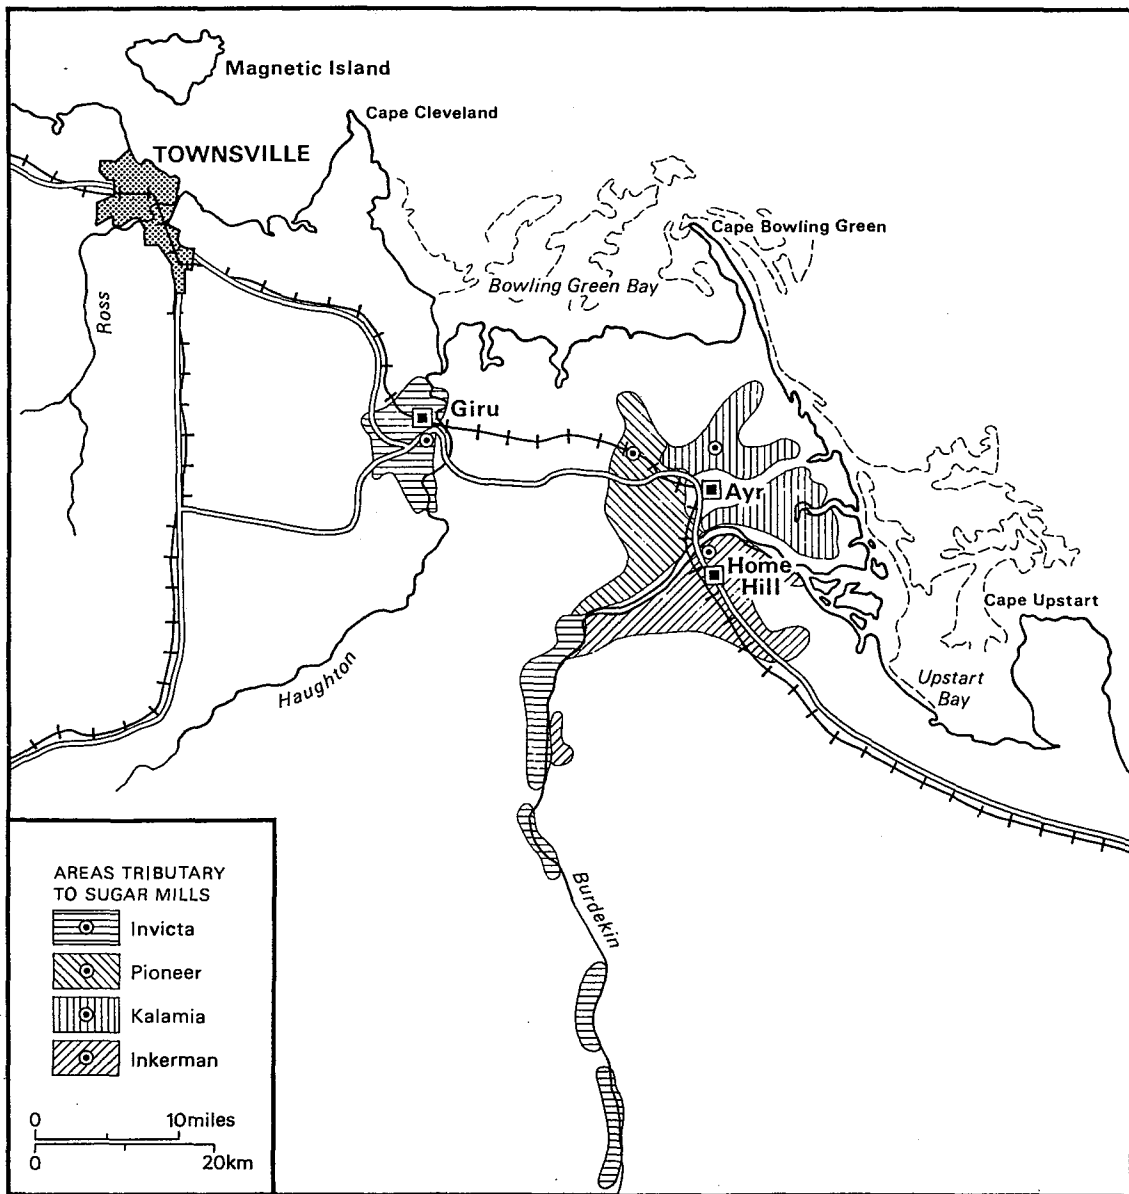 Magnetic Island
Cape Cleveland
TOWNSVILLE
Cape Bowling Green
Bowling Green Bay
Ross
Giru
Ayr
Home
Hill
Cape Upstart
Upstart
Bay
Haughton
Burdekin
AREAS TRIBUTARY
TO SUGAR MILLS
Invicta
Pioneer
Kalamia
Inkerman
0 10miles
0 20km